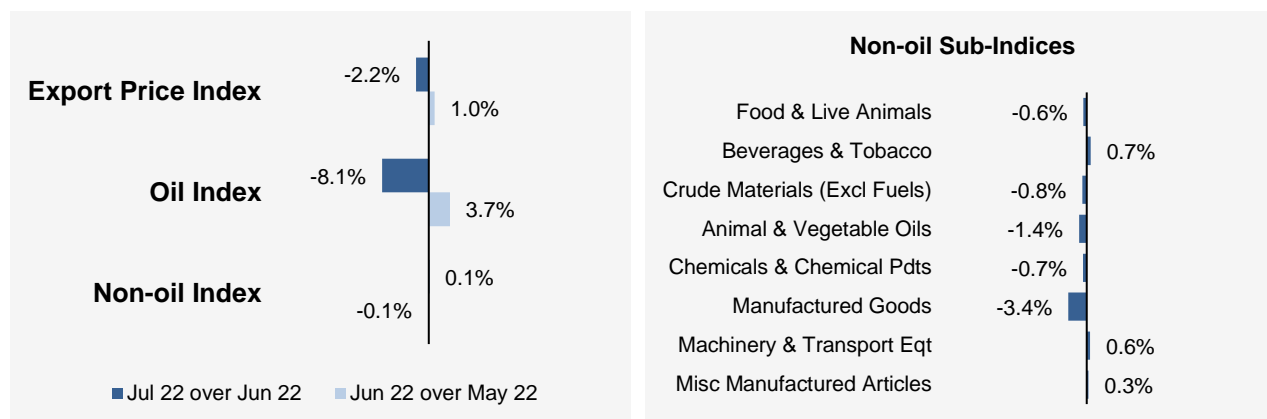 Export Price Index
-2.2%
1.0%
Oil Index
-8.1%
3.7%
Non-oil Index
0.1%
-0.1%
Jul 22 over Jun 22
Jun 22 over May 22
Non-oil Sub-Indices
Food & Live Animals -0.6%
Beverages & Tobacco 0.7%
Crude Materials (Excl Fuels) -0.8%
Animal & Vegetable Oils -1.4%
Chemicals & Chemical Pdts -0.7%
Manufactured Goods -3.4%
Machinery & Transport Eqt 0.6%
Misc Manufactured Articles 0.3%